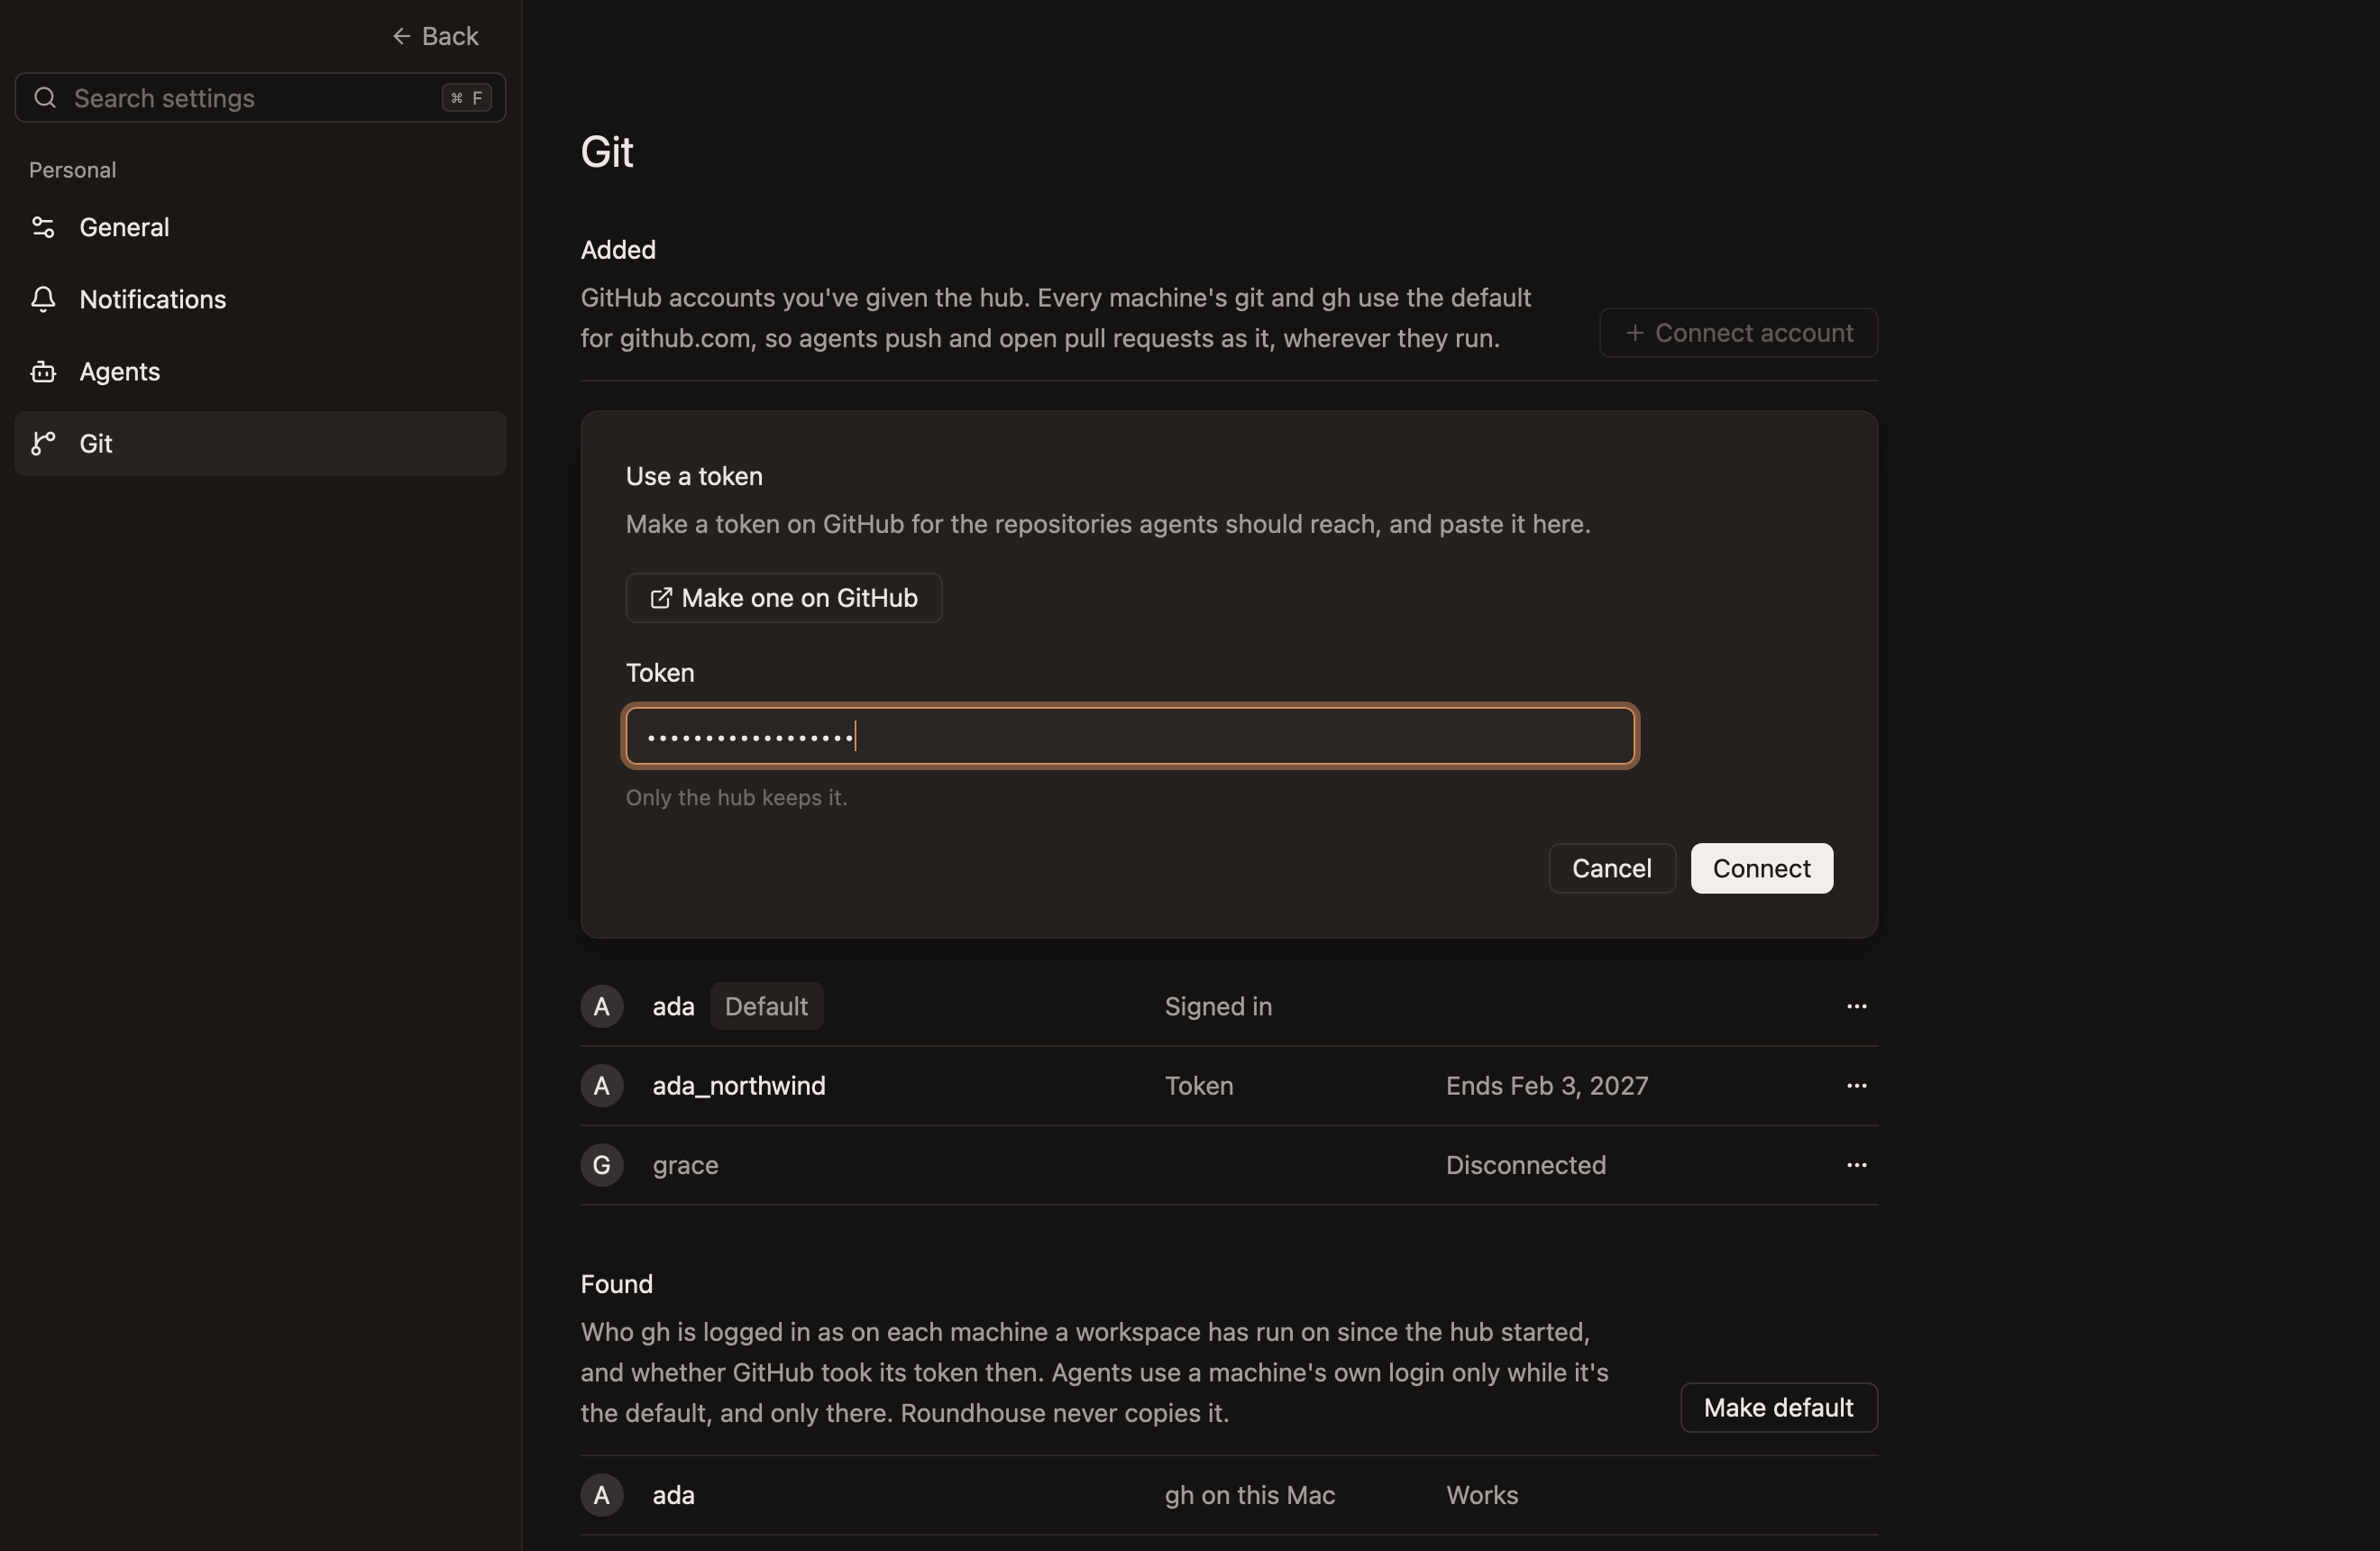 Back
Search settings
⌘ F
Personal
General
Notifications
Agents
Git
Git
Added
GitHub accounts you've given the hub. Every machine's git and gh use the default
for github.com, so agents push and open pull requests as it, wherever they run.
+ Connect account
Use a token
Make a token on GitHub for the repositories agents should reach, and paste it here.
Make one on GitHub
Token
••••••••••••••••••
Only the hub keeps it.
Cancel
Connect
A ada Default Signed in
A ada_northwind Token Ends Feb 3, 2027
G grace Disconnected
Found
Who gh is logged in as on each machine a workspace has run on since the hub started,
and whether GitHub took its token then. Agents use a machine's own login only while it's
the default, and only there. Roundhouse never copies it.
Make default
A ada gh on this Mac Works